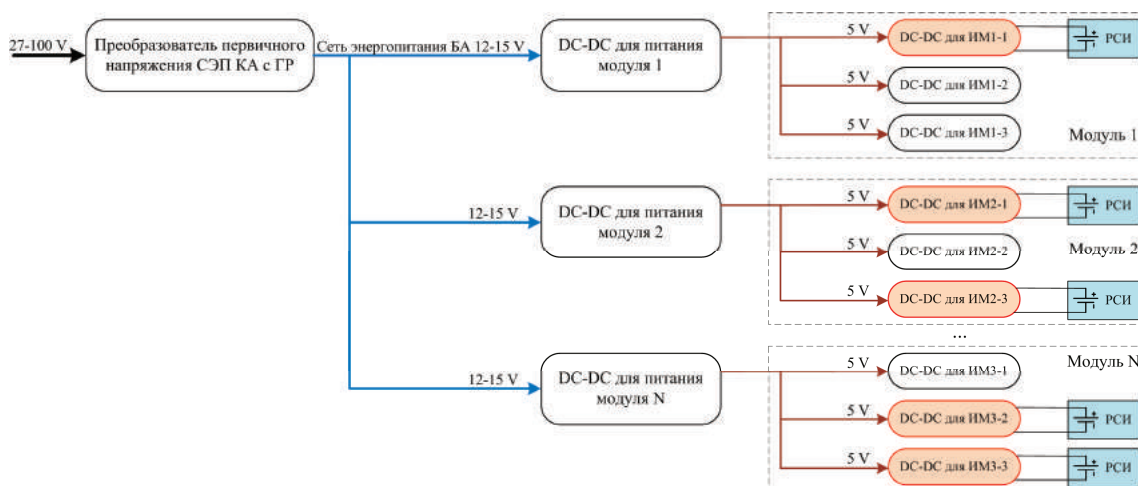 27-100 V
Преобразователь первичного
напряжения СЭП КА с ГР
Сеть энергопитания БА 12-15 V
DC-DC для питания
модуля 1
5 V
DC-DC для ИМ1-1
РСИ
5 V
DC-DC для ИМ1-2
5 V
DC-DC для ИМ1-3
Модуль 1
12-15 V
DC-DC для питания
модуля 2
5 V
DC-DC для ИМ2-1
РСИ
5 V
DC-DC для ИМ2-2
Модуль 2
5 V
DC-DC для ИМ2-3
РСИ
...
12-15 V
DC-DC для питания
модуля N
Модуль N
5 V
DC-DC для ИМ3-1
5 V
DC-DC для ИМ3-2
РСИ
5 V
DC-DC для ИМ3-3
РСИ